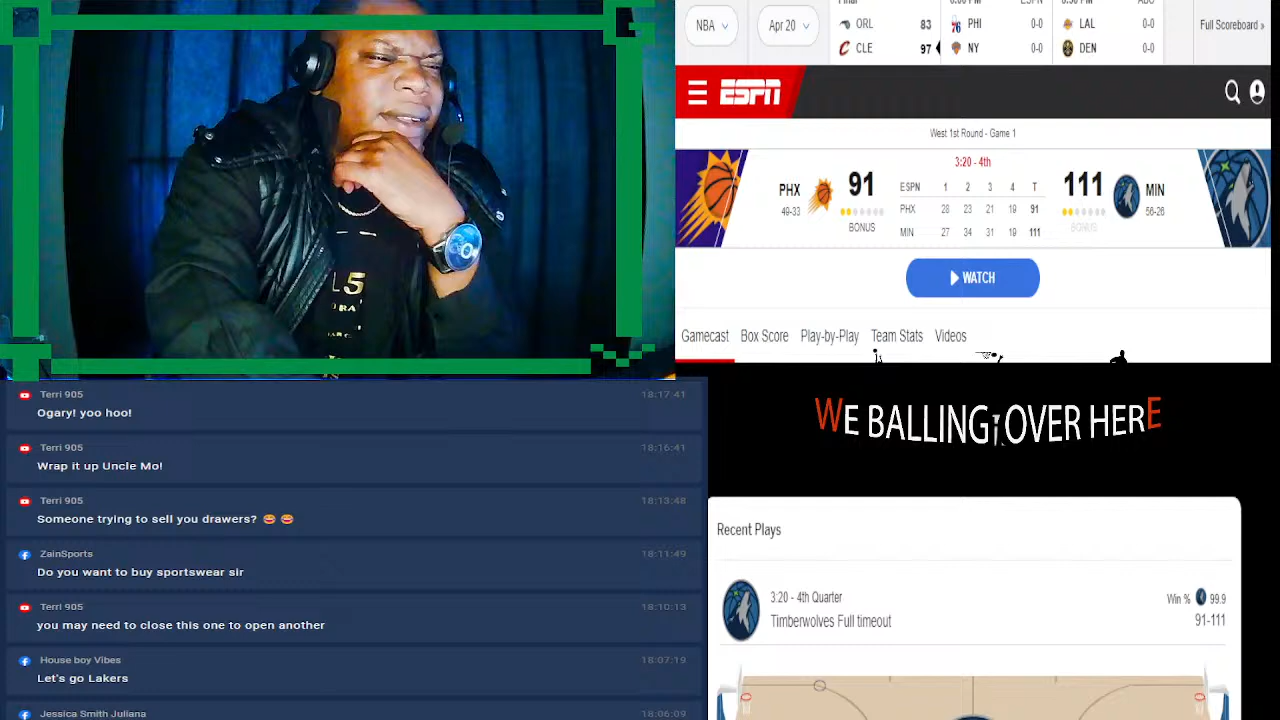 L5
NBA
Apr 20
ORL 83
CLE 97
PHI 0-0
NY 0-0
LAL 0-0
DEN 0-0
Full Scoreboard »
ESPN
West 1st Round - Game 1
3:20 - 4th
PHX 91
49-33
BONUS
ESPN 1 2 3 4 T
PHX 28 23 21 19 91
MIN 27 34 31 19 111
111 MIN
56-26
BONUS
WATCH
Gamecast Box Score Play-by-Play Team Stats Videos
Terri 905 18:17:41
Ogary! yoo hoo!
Terri 905 18:16:41
Wrap it up Uncle Mo!
Terri 905 18:13:48
Someone trying to sell you drawers?
ZainSports 18:11:49
Do you want to buy sportswear sir
Terri 905 18:10:13
you may need to close this one to open another
House boy Vibes 18:07:19
Let's go Lakers
Jessica Smith Juliana 18:06:09
WE BALLING OVER HERE
Recent Plays
3:20 - 4th Quarter
Timberwolves Full timeout
Win % 99.9
91-111